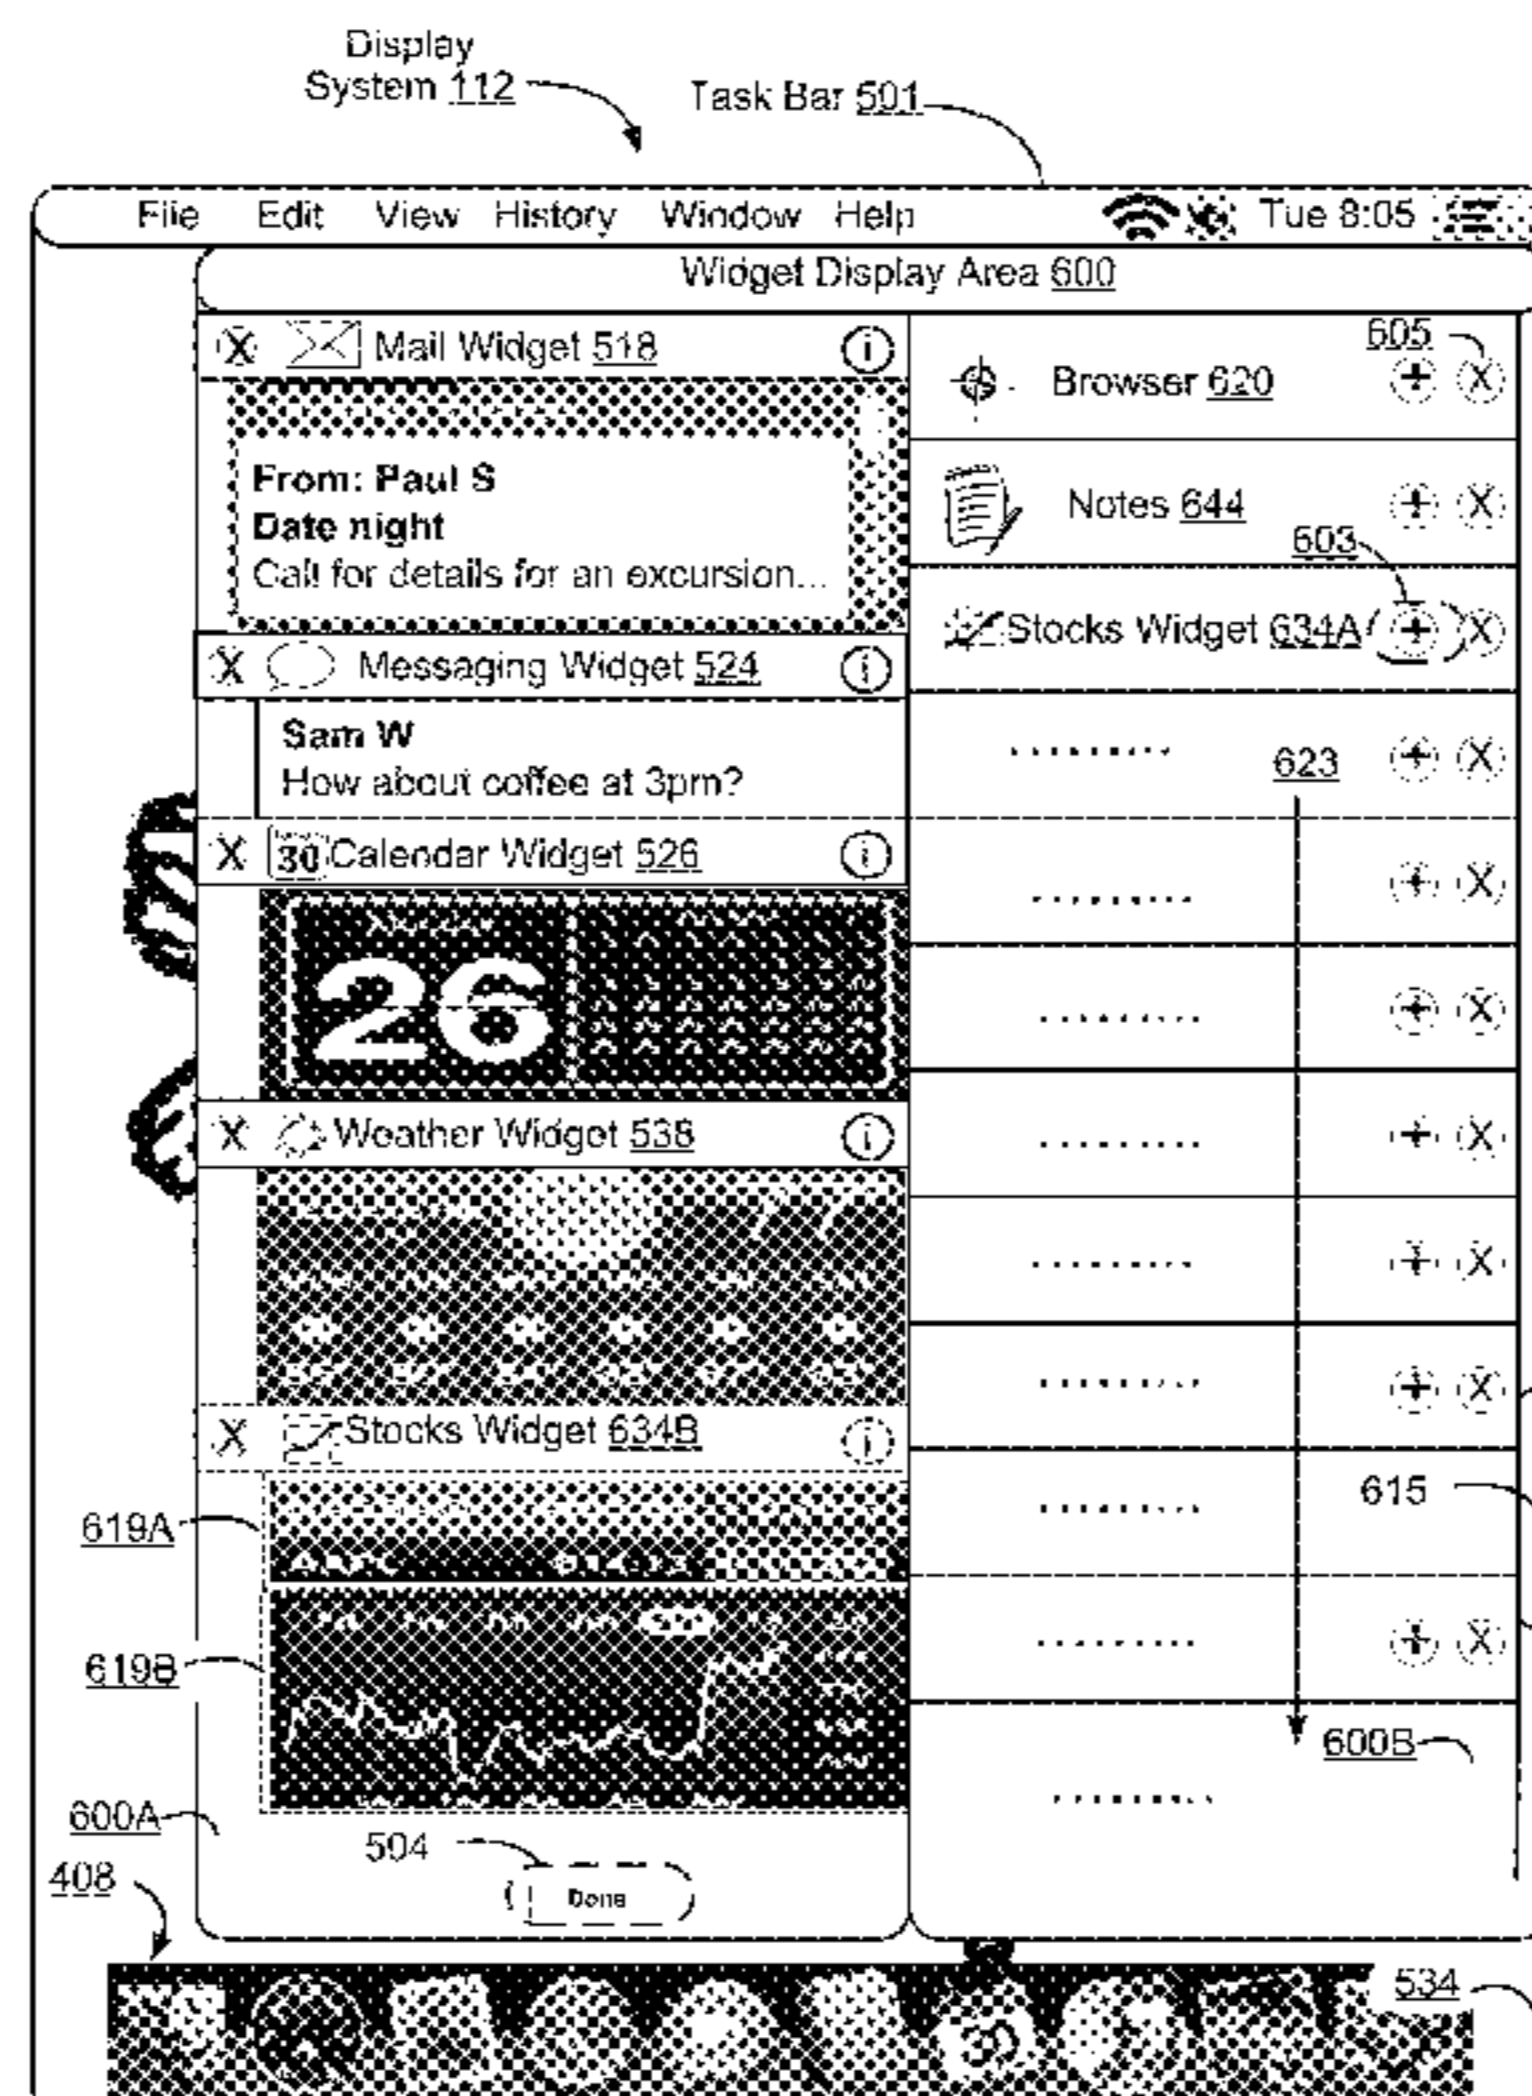 Display
System 112
Task Bar 501
File Edit View History Window Help Tue 8:05
Widget Display Area 600
X Mail Widget 518 i
From: Paul S
Date night
Call for details for an excursion...
X Messaging Widget 524 i
Sam W
How about coffee at 3pm?
X 30 Calendar Widget 526 i
26
X Weather Widget 538 i
X Stocks Widget 634B i
619A
619B
600A
504
Done
408
605
Browser 620 + X
Notes 644 + X
603
Stocks Widget 634A + X
......... 623 + X
......... + X
......... + X
......... + X
......... + X
......... + X
......... 615
......... + X
600B
.........
30
534